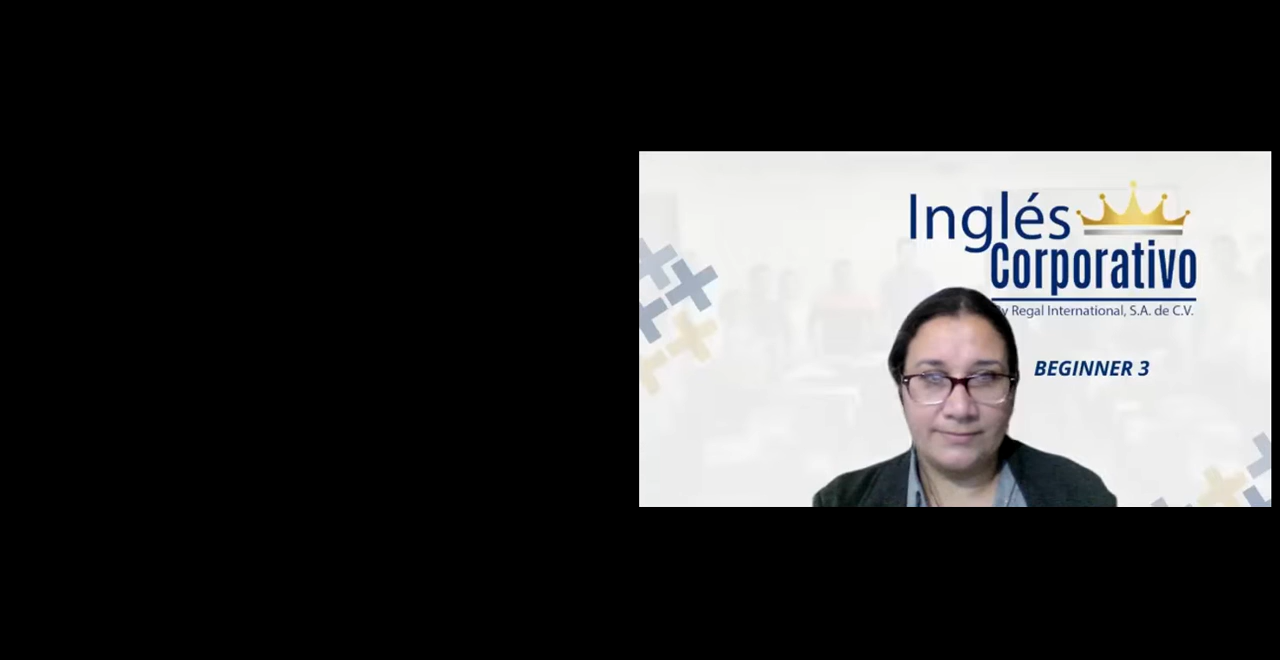 Inglés
Corporativo
y Regal International, S.A. de C.V.
BEGINNER 3